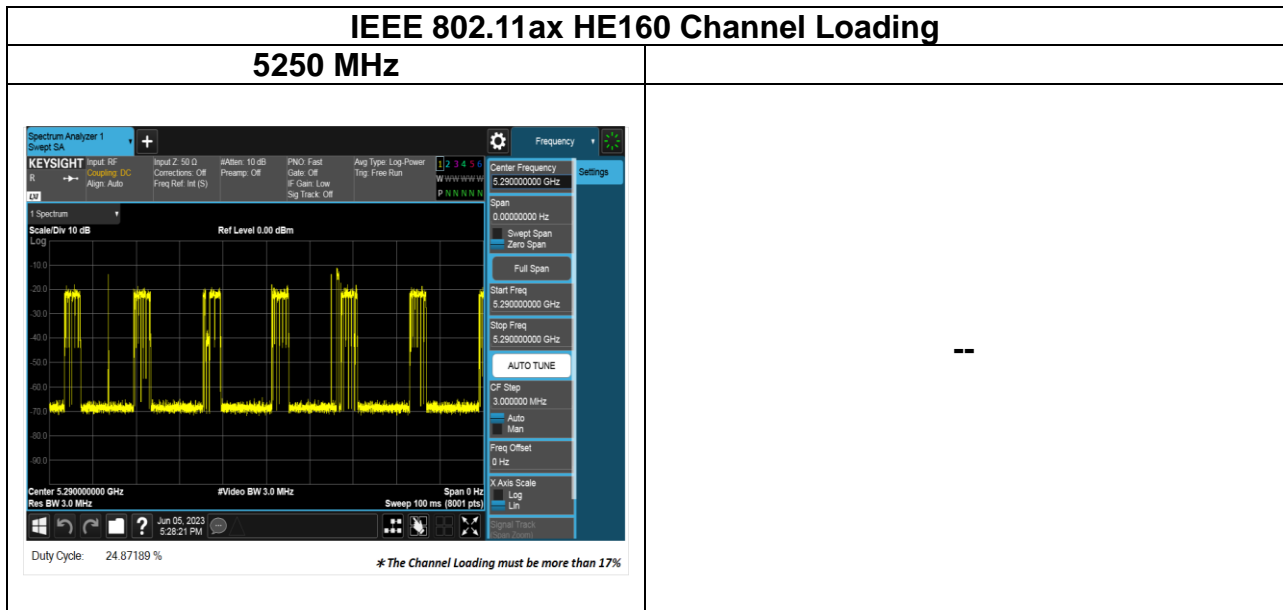 IEEE 802.11ax HE160 Channel Loading
5250 MHz
Spectrum Analyzer 1
Swept SA
+
Frequency
KEYSIGHT
R
Input: RF
Coupling: DC
Align: Auto
Input Z: 50 Ω
Corrections: Off
Freq Ref: Int (S)
#Atten: 10 dB
Preamp: Off
PNO: Fast
Gate: Off
IF Gain: Low
Sig Track: Off
Avg Type: Log-Power
Trig: Free Run
1 2 3 4 5 6
W W W W W W
P N N N N N
LXI
Center Frequency
5.290000000 GHz
Settings
Span
0.00000000 Hz
Swept Span
Zero Span
Full Span
Start Freq
5.290000000 GHz
Stop Freq
5.290000000 GHz
AUTO TUNE
CF Step
3.000000 MHz
Auto
Man
Freq Offset
0 Hz
X Axis Scale
Log
Lin
Signal Track
(Span Zoom)
1 Spectrum
Scale/Div 10 dB
Ref Level 0.00 dBm
Log
-10.0
-20.0
-30.0
-40.0
-50.0
-60.0
-70.0
-80.0
-90.0
Center 5.290000000 GHz
#Video BW 3.0 MHz
Span 0 Hz
Res BW 3.0 MHz
Sweep 100 ms (8001 pts)
?
Jun 05, 2023
5:28:21 PM
Duty Cycle: 24.87189 %
* The Channel Loading must be more than 17%
--